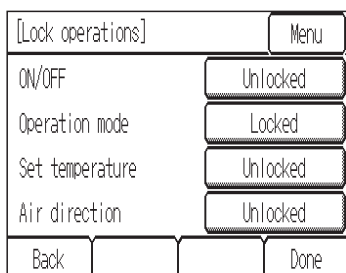 [Lock operations] Menu
ON/OFF Unlocked
Operation mode Locked
Set temperature Unlocked
Air direction Unlocked
Back Done